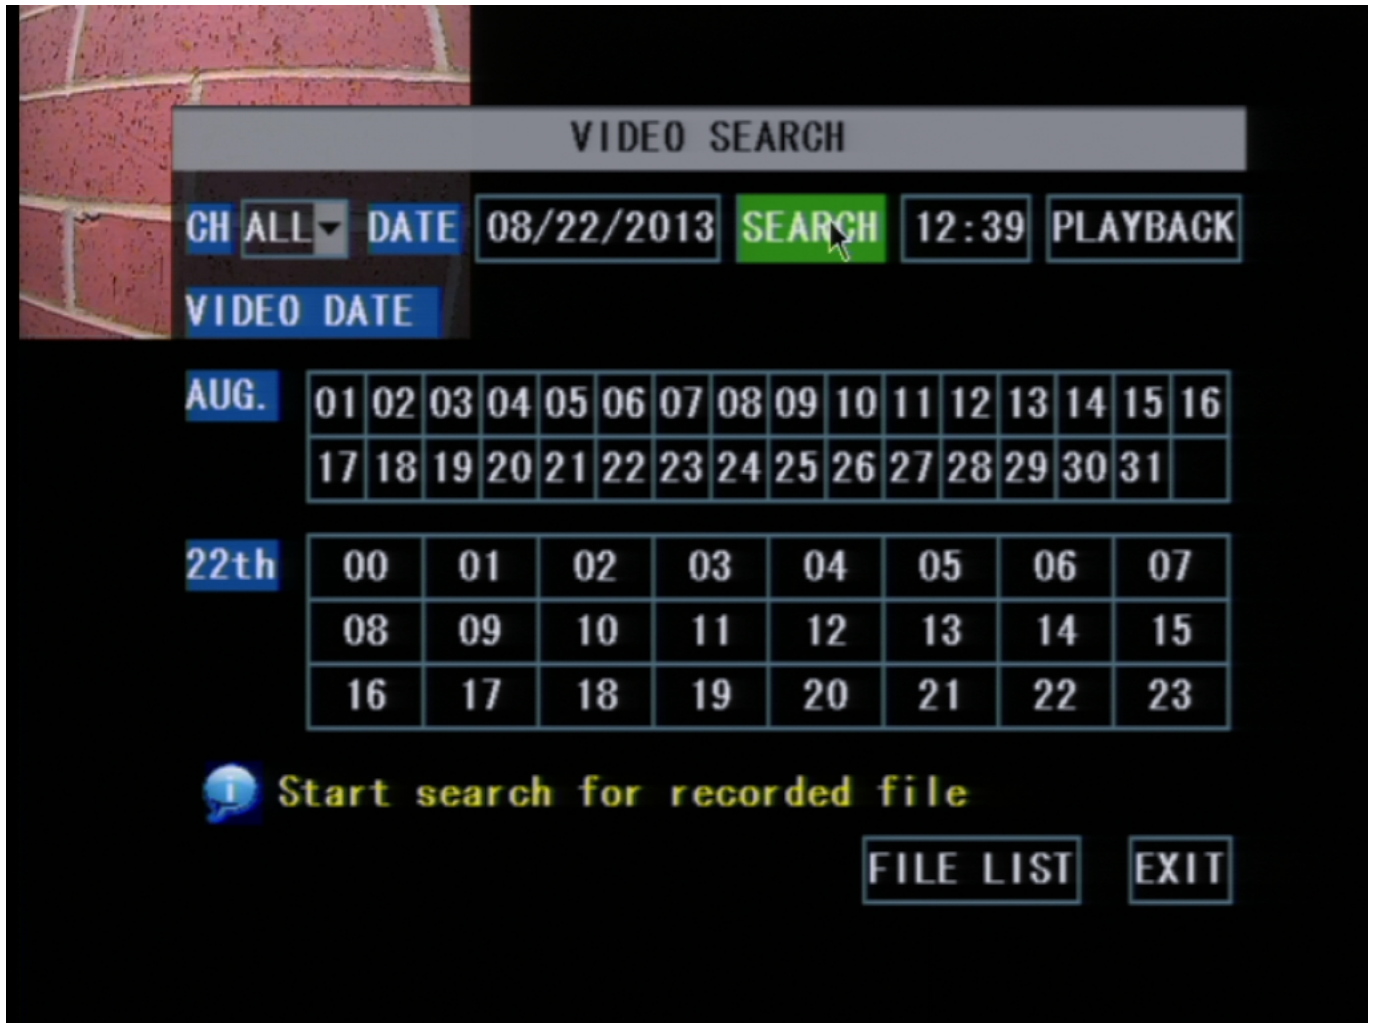 VIDEO SEARCH
CH ALL DATE 08/22/2013 SEARCH 12:39 PLAYBACK
VIDEO DATE
AUG. 01 02 03 04 05 06 07 08 09 10 11 12 13 14 15 16
17 18 19 20 21 22 23 24 25 26 27 28 29 30 31
22th 00 01 02 03 04 05 06 07
08 09 10 11 12 13 14 15
16 17 18 19 20 21 22 23
Start search for recorded file
FILE LIST EXIT